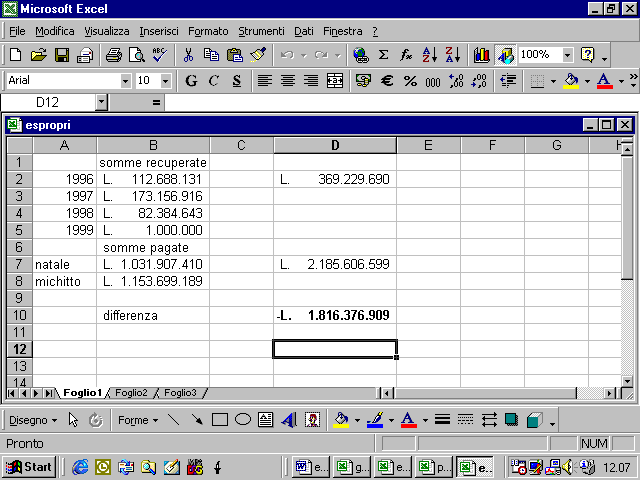 Microsoft Excel
File Modifica Visualizza Inserisci Formato Strumenti Dati Finestra ?
100%
Arial 10 G C S € % 000
D12 =
espropri
A B C D E F G H
1 somme recuperate
2 1996 L. 112.688.131 L. 369.229.690
3 1997 L. 173.156.916
4 1998 L. 82.384.643
5 1999 L. 1.000.000
6 somme pagate
7 natale L. 1.031.907.410 L. 2.185.606.599
8 michitto L. 1.153.699.189
9
10 differenza -L. 1.816.376.909
11
12
13
14
Foglio1 Foglio2 Foglio3
Disegno Forme
Pronto NUM
Start e... g... e... p... e... 12.07